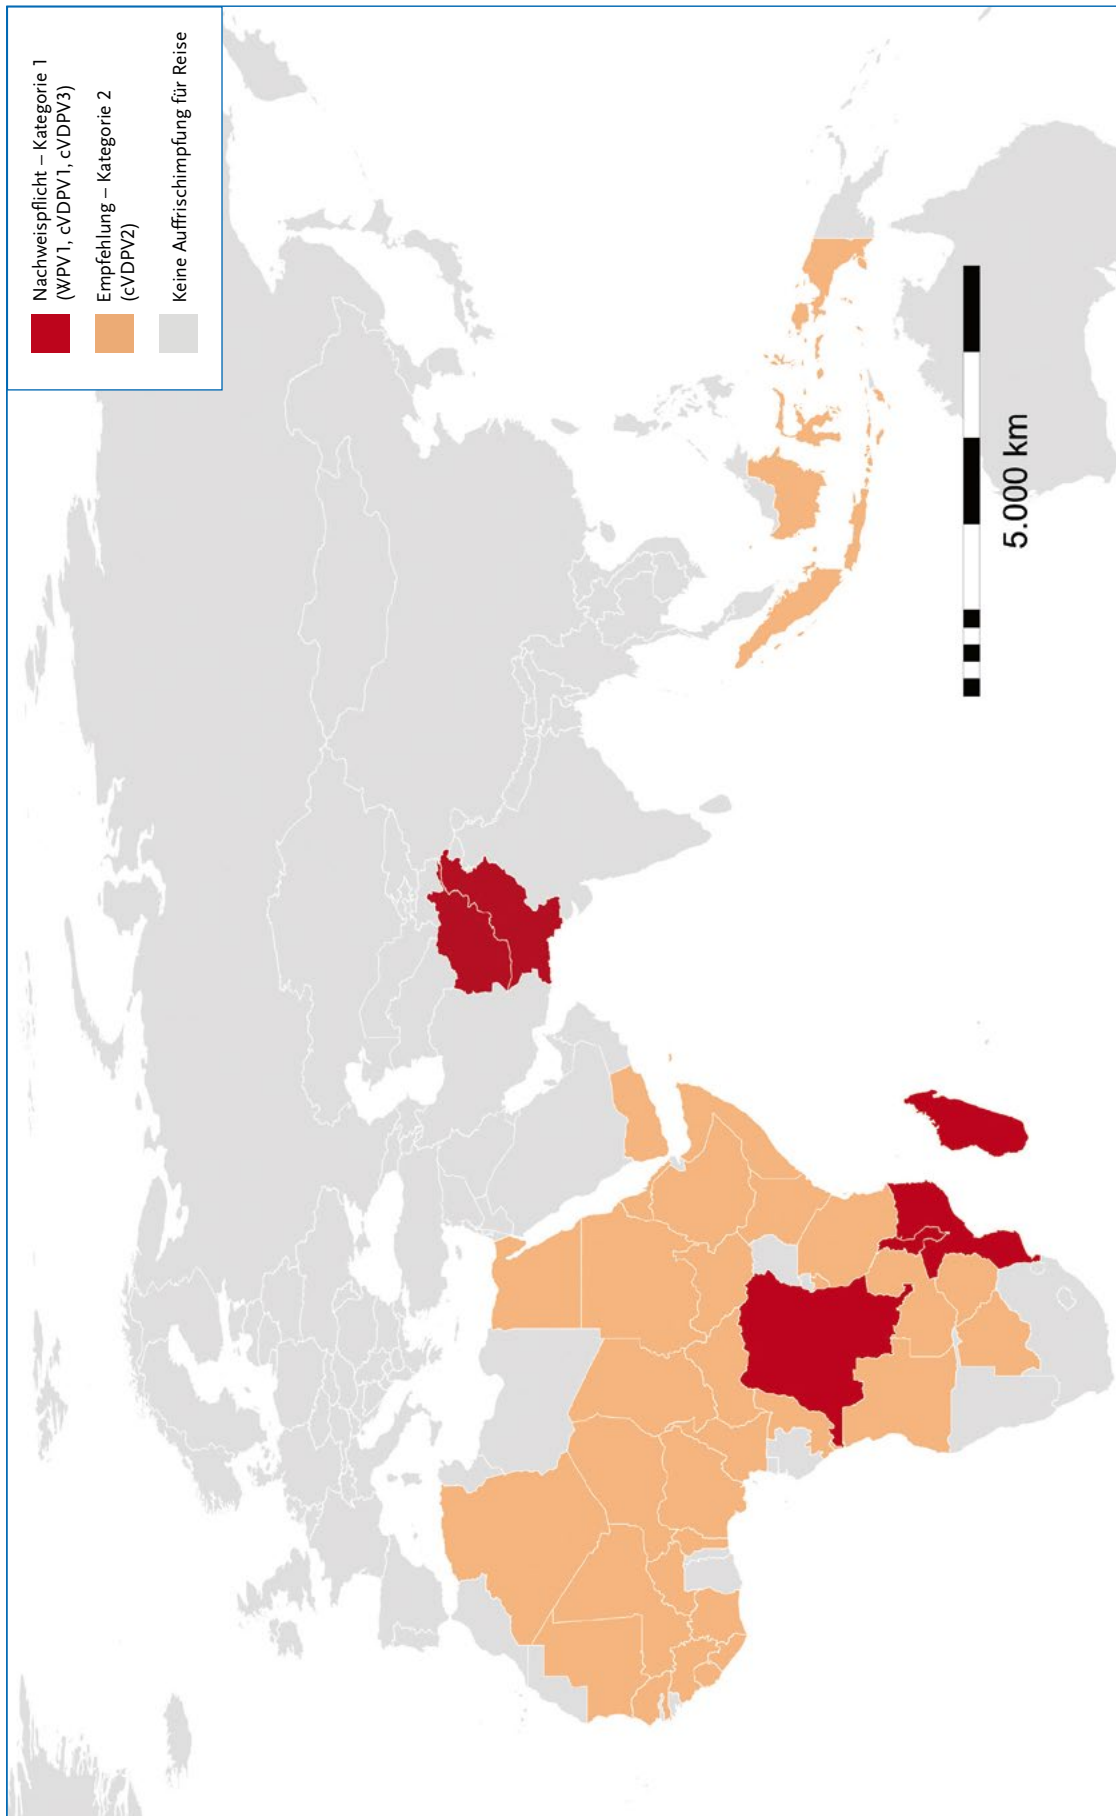 Nachweispflicht – Kategorie 1
(WPV1, cVDPV1, cVDPV3)
Empfehlung – Kategorie 2
(cVDPV2)
Keine Auffrischimpfung für Reise
5.000 km